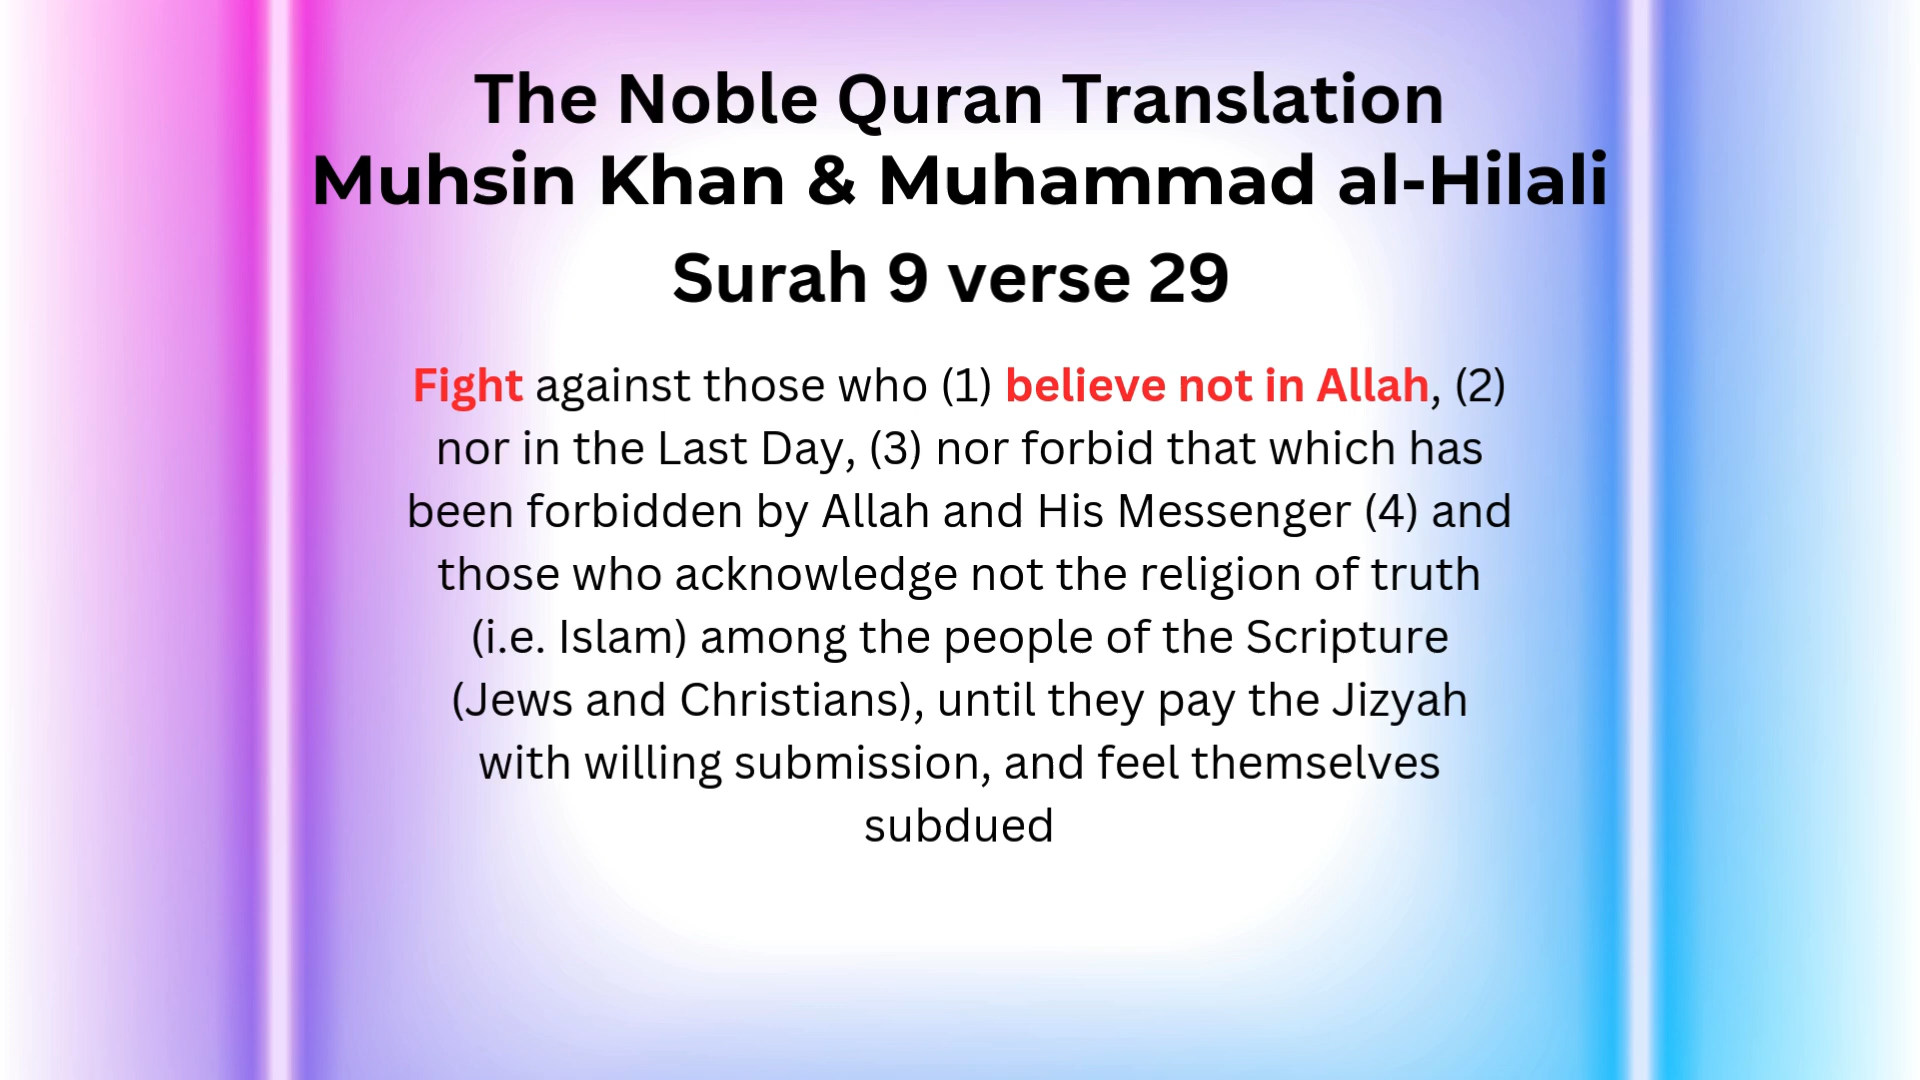 The Noble Quran Translation
Muhsin Khan & Muhammad al-Hilali
Surah 9 verse 29
Fight against those who (1) believe not in Allah, (2)
nor in the Last Day, (3) nor forbid that which has
been forbidden by Allah and His Messenger (4) and
those who acknowledge not the religion of truth
(i.e. Islam) among the people of the Scripture
(Jews and Christians), until they pay the Jizyah
with willing submission, and feel themselves
subdued